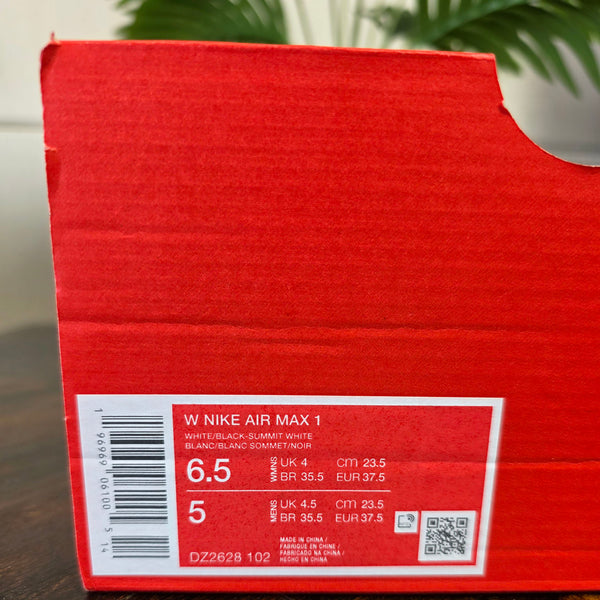 W NIKE AIR MAX 1
WHITE/BLACK-SUMMIT WHITE
BLANC/BLANC SOMMET/NOIR
6.5 WMNS UK 4 cm 23.5
BR 35.5 EUR 37.5
5 MENS UK 4.5 cm 23.5
BR 35.5 EUR 37.5
MADE IN CHINA /
FABRIQUE EN CHINE /
FABRICADO NA CHINA /
HECHO EN CHINA
DZ2628 102
1 96969 06100 5 14